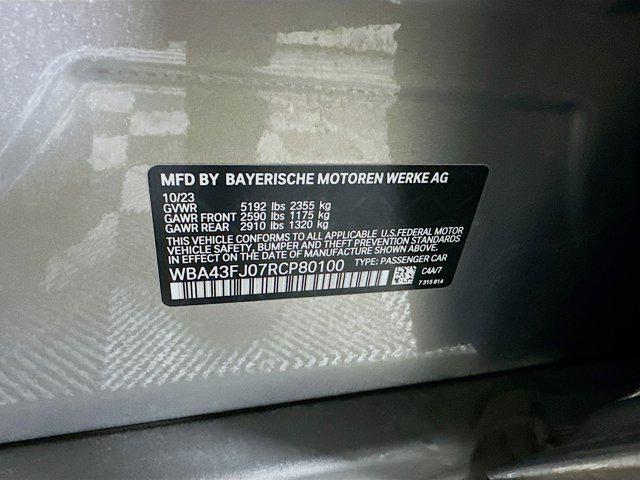 MFD BY BAYERISCHE MOTOREN WERKE AG
10/23
GVWR 5192 lbs 2355 kg
GAWR FRONT 2590 lbs 1175 kg
GAWR REAR 2910 lbs 1320 kg
THIS VEHICLE CONFORMS TO ALL APPLICABLE U.S.FEDERAL MOTOR
VEHICLE SAFETY, BUMPER, AND THEFT PREVENTION STANDARDS
IN EFFECT ON THE DATE OF MANUFACTURE SHOWN ABOVE.
WBA43FJ07RCP80100 TYPE: PASSENGER CAR
C4A/7
7 315 814